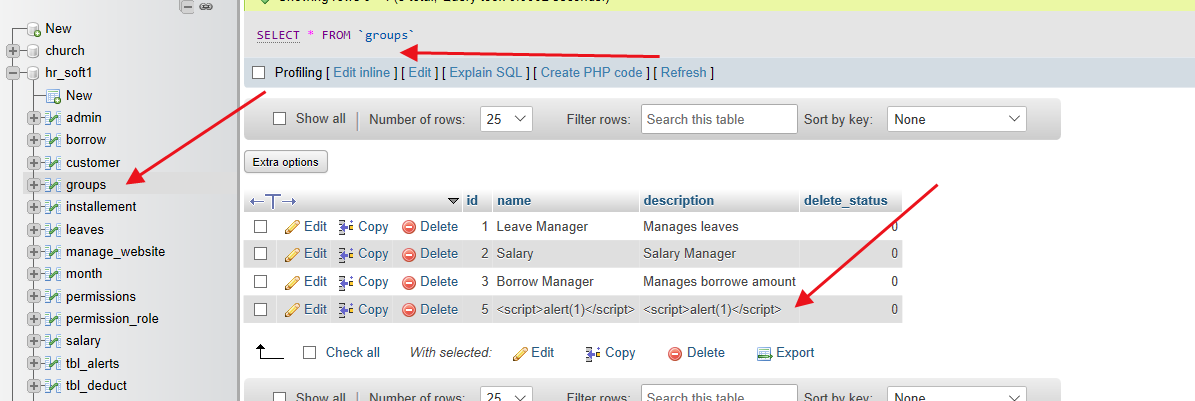 New
church
hr_soft1
New
admin
borrow
customer
groups
installement
leaves
manage_website
month
permissions
permission_role
salary
tbl_alerts
tbl_deduct
SELECT * FROM `groups`
Profiling [ Edit inline ] [ Edit ] [ Explain SQL ] [ Create PHP code ] [ Refresh ]
Show all | Number of rows: 25 Filter rows: Search this table Sort by key: None
Extra options
id name description delete_status
Edit Copy Delete 1 Leave Manager Manages leaves 0
Edit Copy Delete 2 Salary Salary Manager 0
Edit Copy Delete 3 Borrow Manager Manages borrowe amount 0
Edit Copy Delete 5 <script>alert(1)</script> <script>alert(1)</script> 0
Check all With selected: Edit Copy Delete Export
Show all | Number of rows: 25 Filter rows: Search this table Sort by key: None